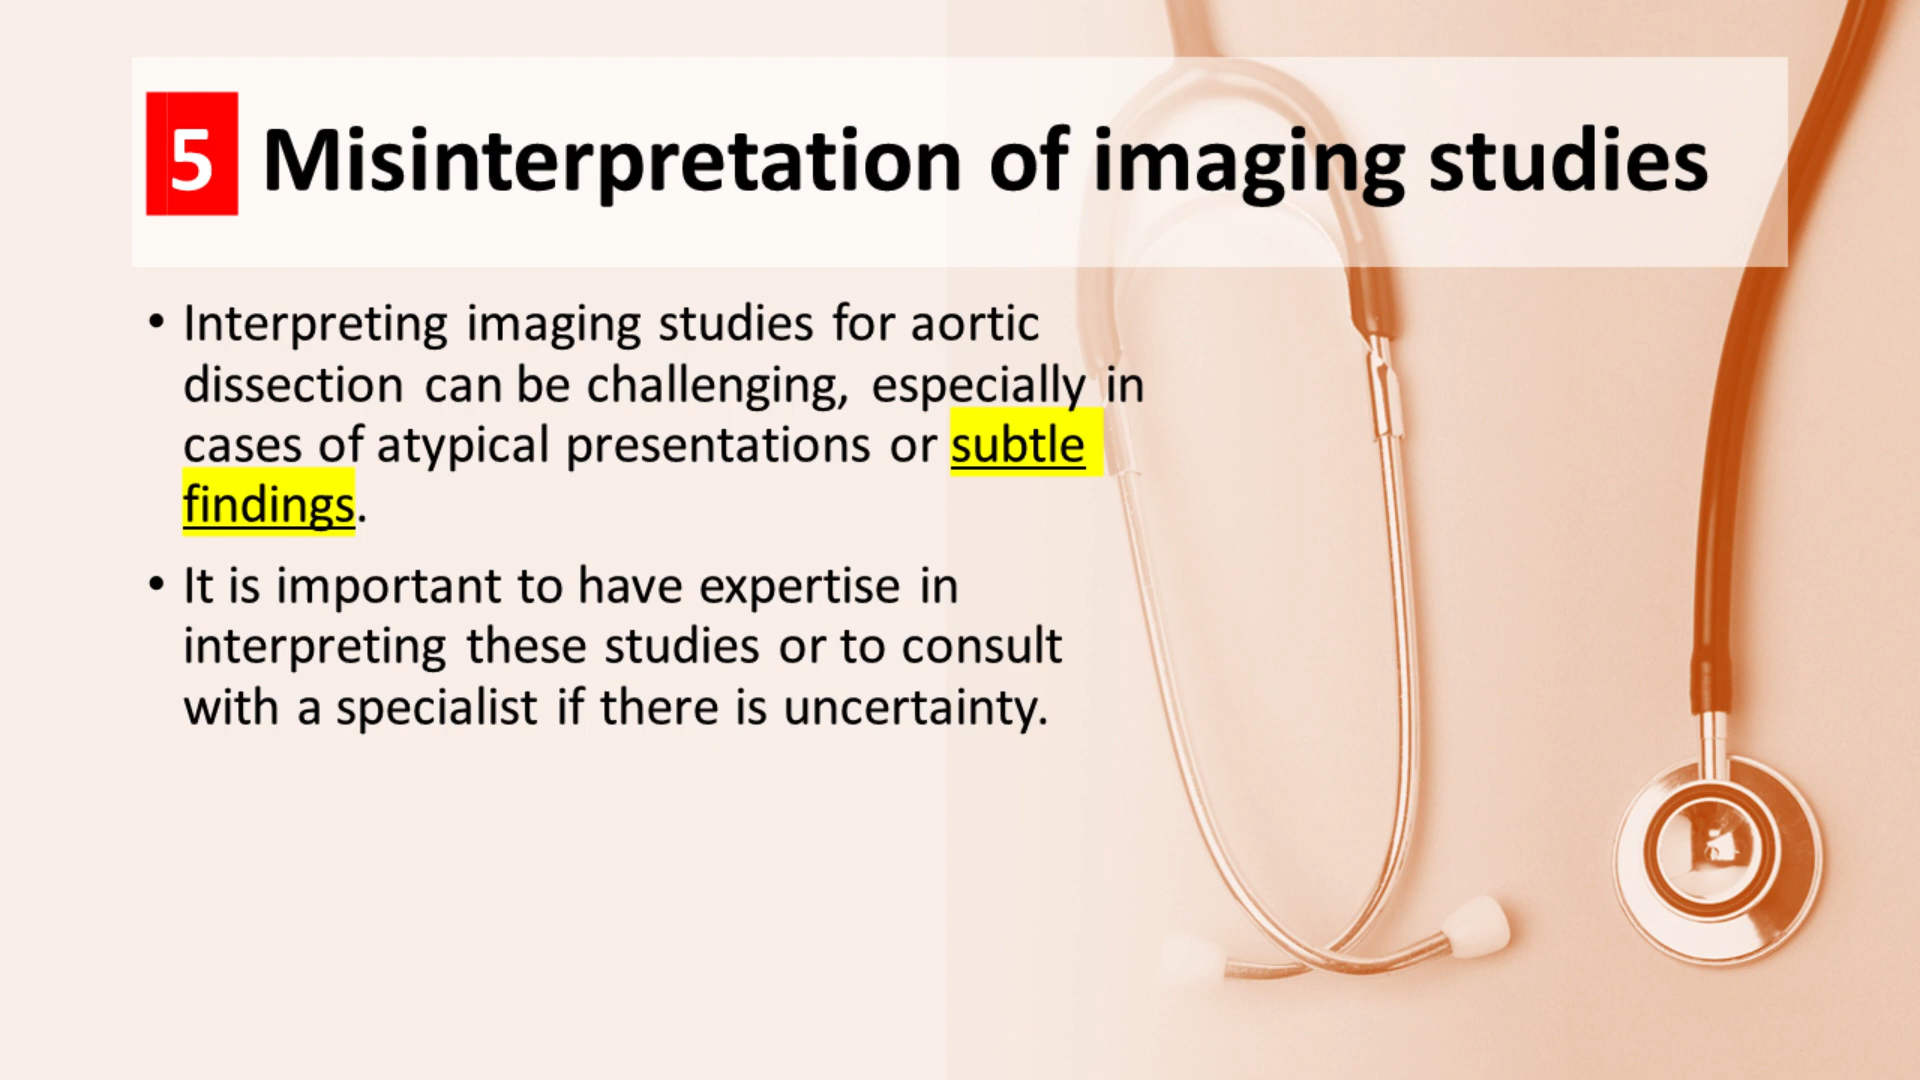 5 Misinterpretation of imaging studies
• Interpreting imaging studies for aortic
dissection can be challenging, especially in
cases of atypical presentations or subtle
findings.
• It is important to have expertise in
interpreting these studies or to consult
with a specialist if there is uncertainty.